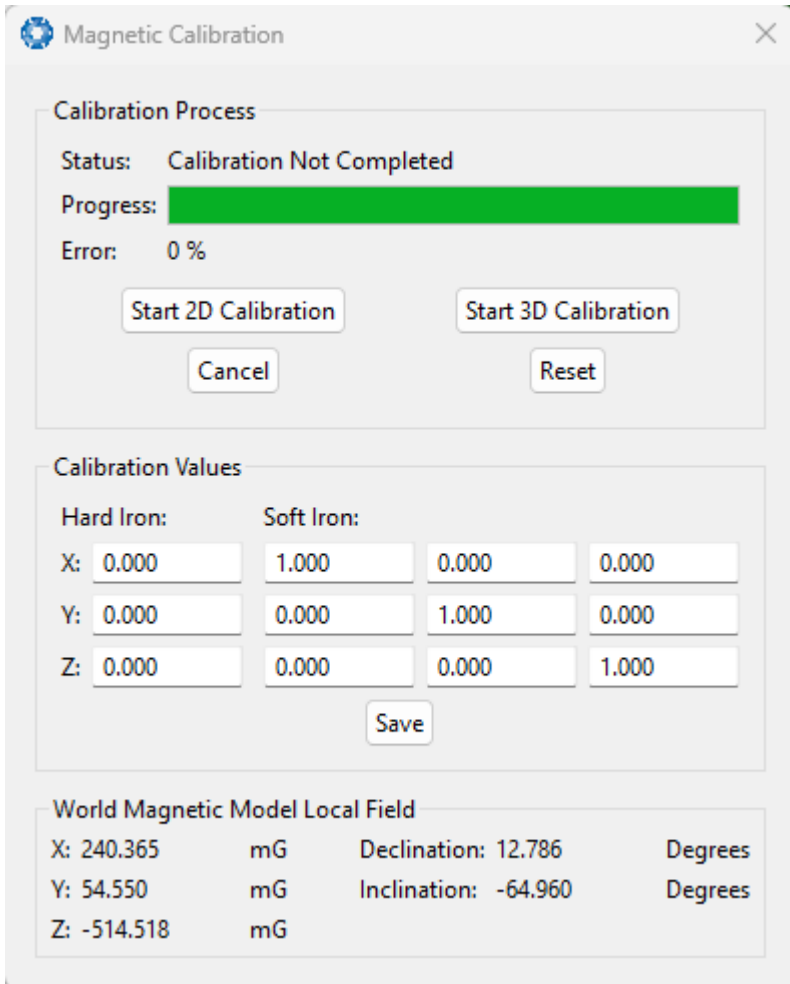 Magnetic Calibration
Calibration Process
Status: Calibration Not Completed
Progress:
Error: 0 %
Start 2D Calibration Start 3D Calibration
Cancel Reset
Calibration Values
Hard Iron: Soft Iron:
X: 0.000 1.000 0.000 0.000
Y: 0.000 0.000 1.000 0.000
Z: 0.000 0.000 0.000 1.000
Save
World Magnetic Model Local Field
X: 240.365 mG Declination: 12.786 Degrees
Y: 54.550 mG Inclination: -64.960 Degrees
Z: -514.518 mG